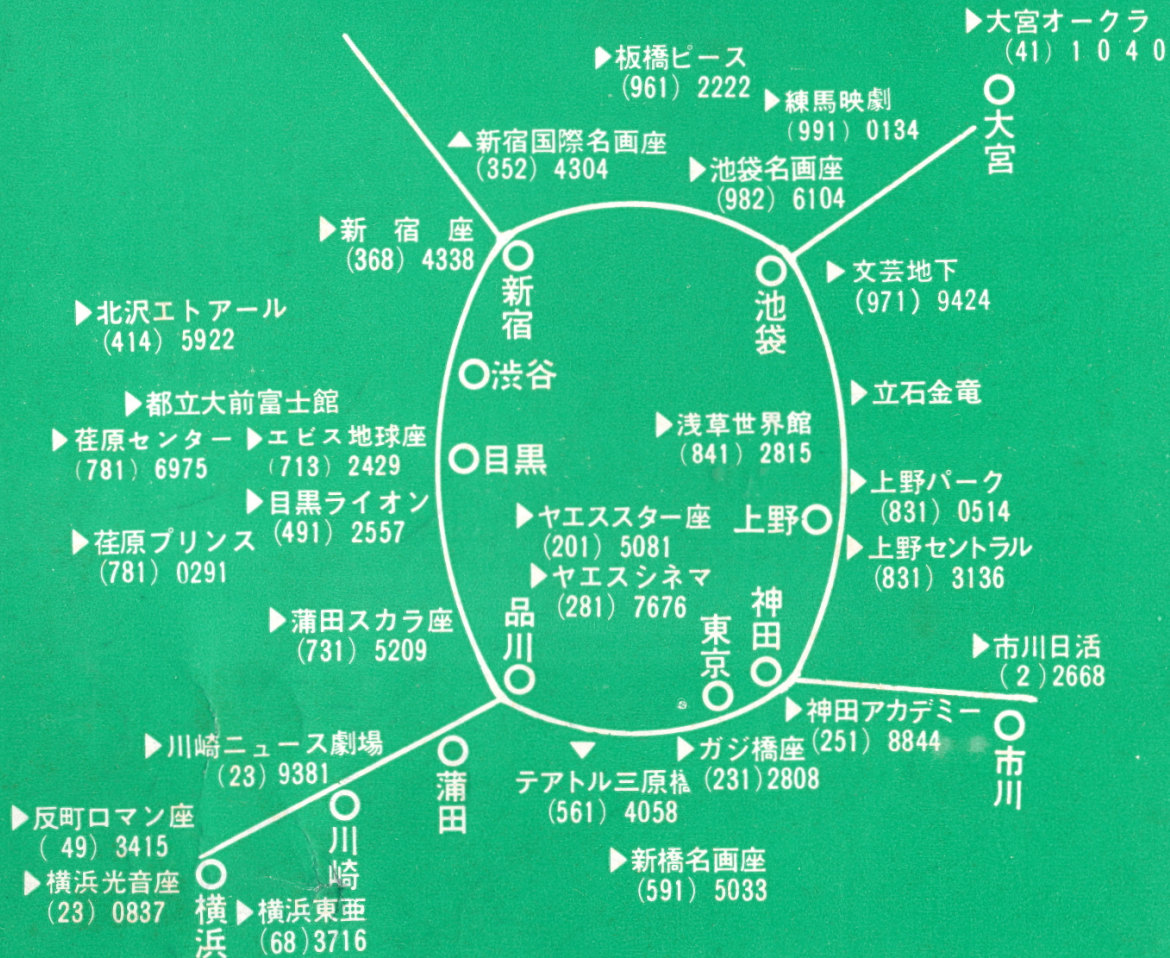 ▶大宮オークラ
(41) 1040
大宮
▶板橋ピース
(961) 2222
▶練馬映劇
(991) 0134
▲新宿国際名画座
(352) 4304
▶池袋名画座
(982) 6104
▶新宿座
(368) 4338
新宿
池袋
▶文芸地下
(971) 9424
▶北沢エトアール
(414) 5922
渋谷
▶都立大前富士館
▶立石金竜
▶荏原センター
(781) 6975
▶エビス地球座
(713) 2429
目黒
▶浅草世界館
(841) 2815
▶目黒ライオン
(491) 2557
▶上野パーク
(831) 0514
▶荏原プリンス
(781) 0291
▶ヤエススター座
(201) 5081
上野
▶上野セントラル
(831) 3136
▶ヤエスシネマ
(281) 7676
▶蒲田スカラ座
(731) 5209
品川
東京
神田
▶市川日活
(2)2668
▶神田アカデミー
(251) 8844
市川
▶川崎ニュース劇場
(23) 9381
蒲田
▼
テアトル三原橋
(561) 4058
▶ガジ橋座
(231)2808
▶反町ロマン座
(49) 3415
川崎
▶新橋名画座
(591) 5033
▶横浜光音座
(23) 0837
横浜
▶横浜東亜
(68)3716